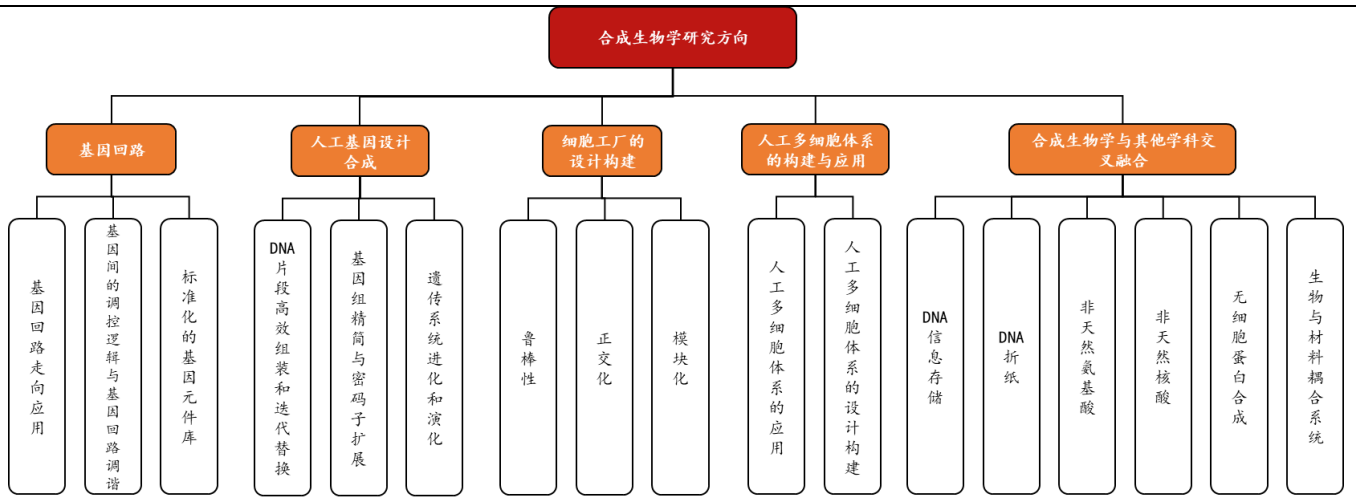 合成生物学研究方向
基因回路
人工基因设计
合成
细胞工厂的
设计构建
人工多细胞体系
的构建与应用
合成生物学与其他学科交
叉融合
基因回路走向应用
基因间的调控逻辑与基因回路调谐
标准化的基因元件库
DNA片段高效组装和迭代替换
基因组精简与密码子扩展
遗传系统进化和演化
鲁棒性
正交化
模块化
人工多细胞体系的应用
人工多细胞体系的设计构建
DNA信息存储
DNA折纸
非天然氨基酸
非天然核酸
无细胞蛋白合成
生物与材料耦合系统